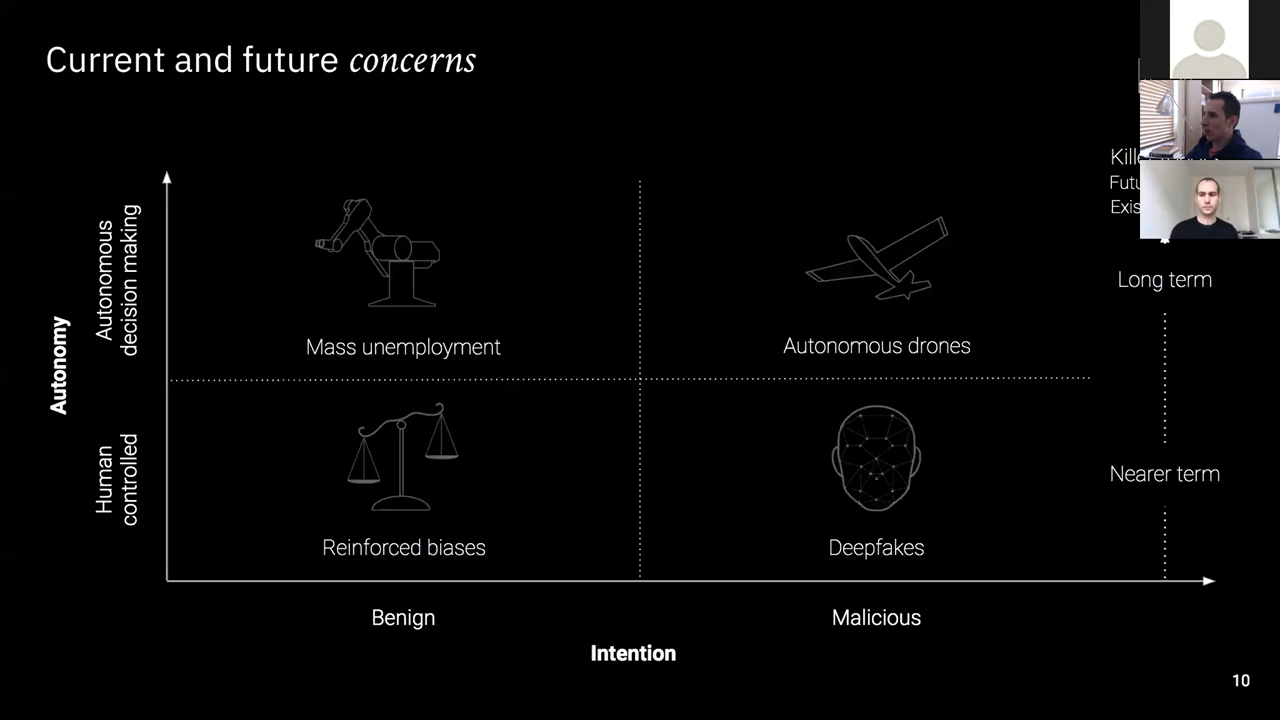 Current and future concerns
Long term
Autonomous
decision making
Mass unemployment
Autonomous drones
Autonomy
Nearer term
Human
controlled
Reinforced biases
Deepfakes
Benign
Malicious
Intention
10